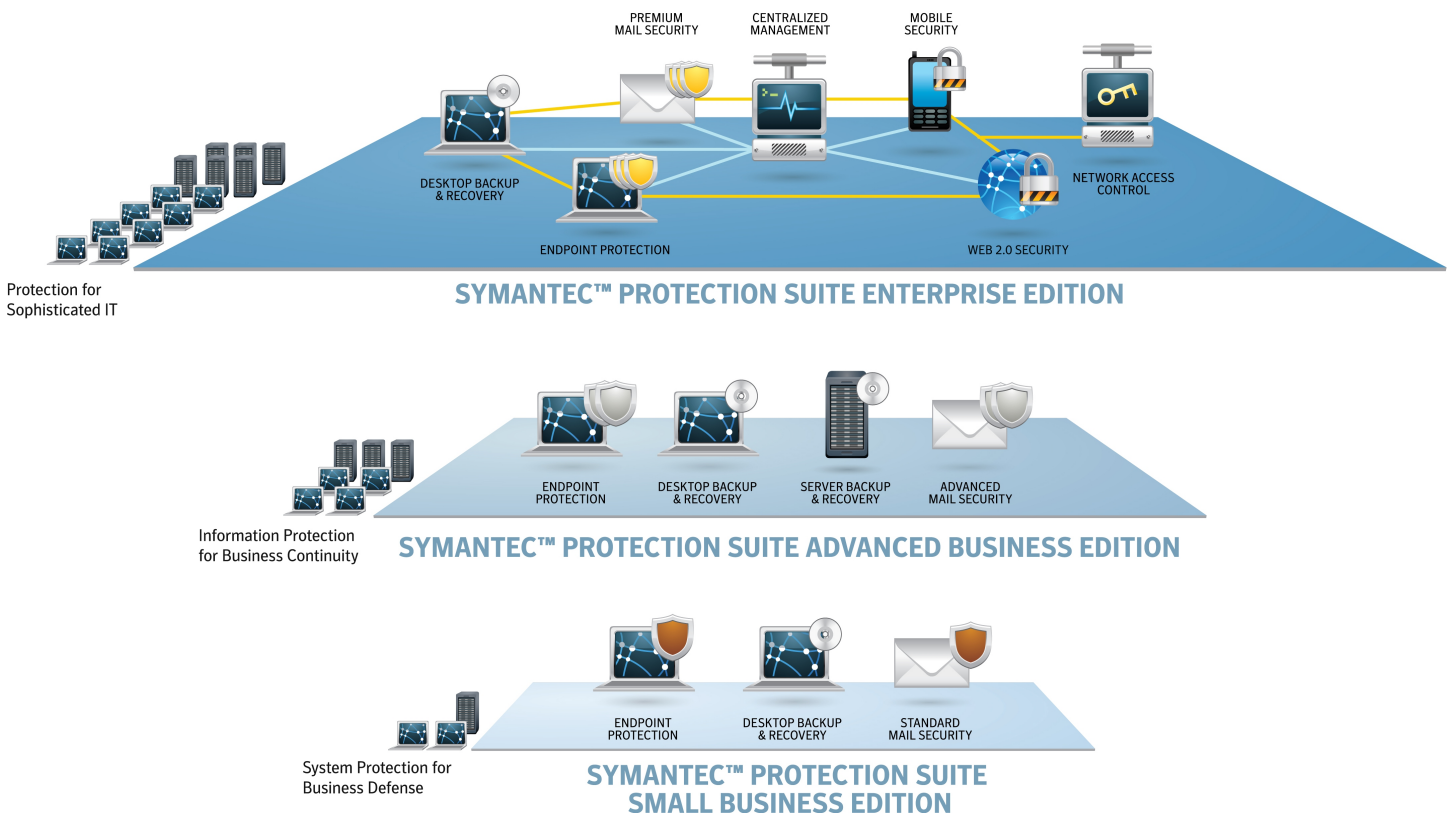 PREMIUM
MAIL SECURITY
CENTRALIZED
MANAGEMENT
MOBILE
SECURITY
DESKTOP BACKUP
& RECOVERY
NETWORK ACCESS
CONTROL
ENDPOINT PROTECTION
WEB 2.0 SECURITY
Protection for
Sophisticated IT
SYMANTEC™ PROTECTION SUITE ENTERPRISE EDITION
ENDPOINT
PROTECTION
DESKTOP BACKUP
& RECOVERY
SERVER BACKUP
& RECOVERY
ADVANCED
MAIL SECURITY
Information Protection
for Business Continuity
SYMANTEC™ PROTECTION SUITE ADVANCED BUSINESS EDITION
ENDPOINT
PROTECTION
DESKTOP BACKUP
& RECOVERY
STANDARD
MAIL SECURITY
System Protection for
Business Defense
SYMANTEC™ PROTECTION SUITE
SMALL BUSINESS EDITION